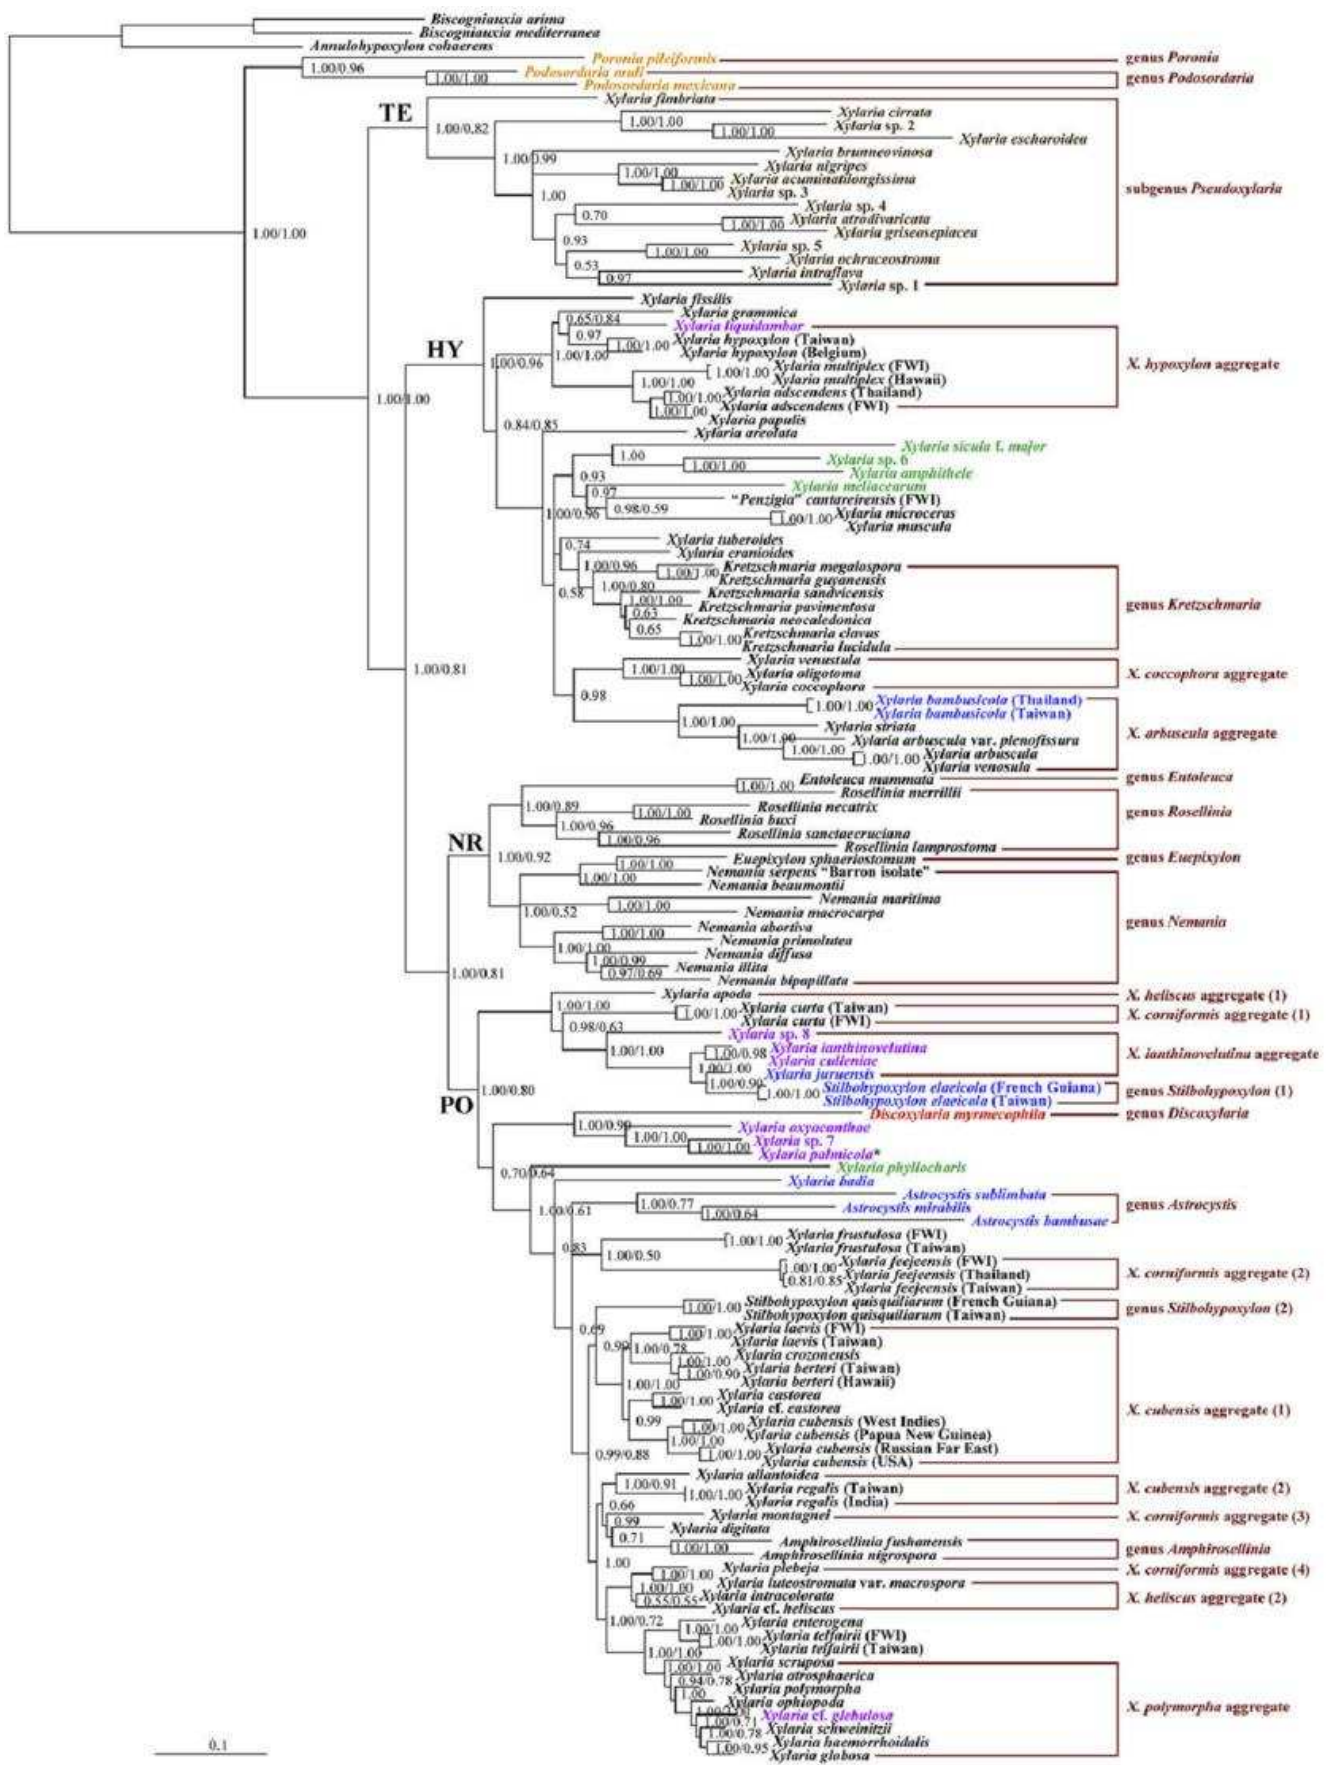 Biscogniauxia arima
Biscogniauxia mediterranea
Annulohypoxylon cohaerens
Poronia pileiformis
genus Poronia
1.00/0.96
Podosordaria muli
genus Podosordaria
1.00/1.00
Podosordaria mexicana
Xylaria fimbriata
TE
Xylaria cirrata
1.00/1.00
Xylaria sp. 2
1.00/0.82
1.00/1.00
Xylaria escharoidea
Xylaria brunneovinosa
1.00/0.99
Xylaria nigripes
1.00/1.00
Xylaria acuminatilongissima
1.00/1.00
subgenus Pseudoxylaria
Xylaria sp. 3
1.00
Xylaria sp. 4
0.70
Xylaria atrodivaricata
1.00/1.00
Xylaria griseosepiacea
1.00/1.00
0.93
Xylaria sp. 5
1.00/1.00
Xylaria ochraceostroma
0.53
Xylaria intraflava
0.97
Xylaria sp. 1
Xylaria fissilis
Xylaria grammica
0.65/0.84
Xylaria liquidambar
0.97
Xylaria hypoxylon (Taiwan)
1.00/1.00
HY
Xylaria hypoxylon (Belgium)
1.00/1.00
1.00/0.96
X. hypoxylon aggregate
Xylaria multiplex (FWI)
1.00/1.00
Xylaria multiplex (Hawaii)
1.00/1.00
Xylaria adscendens (Thailand)
1.00/1.00
1.00/1.00
Xylaria adscendens (FWI)
1.00/1.00
Xylaria papulis
0.84/0.85
Xylaria areolata
Xylaria sicula f. major
1.00
Xylaria sp. 6
1.00/1.00
Xylaria amphithele
0.93
Xylaria meliacearum
0.97
"Penzigia" cantareirensis (FWI)
0.98/0.59
1.00/0.96
Xylaria microceras
1.00/1.00
Xylaria muscula
Xylaria tuberoides
0.74
Xylaria cranioides
1.00/0.96
Kretzschmaria megalospora
1.00/1.00
Kretzschmaria guyanensis
1.00/0.80
0.58
Kretzschmaria sandvicensis
1.00/1.00
Kretzschmaria pavimentosa
genus Kretzschmaria
0.63
Kretzschmaria neocaledonica
0.65
Kretzschmaria clavus
1.00/1.00
Kretzschmaria lucidula
Xylaria venustula
1.00/0.81
1.00/1.00
Xylaria oligotoma
X. coccophora aggregate
1.00/1.00
Xylaria coccophora
0.98
Xylaria bambusicola (Thailand)
1.00/1.00
Xylaria bambusicola (Taiwan)
1.00/1.00
Xylaria striata
X. arbuscula aggregate
1.00/1.00
Xylaria arbuscula var. plenofissura
1.00/1.00
Xylaria arbuscula
1.00/1.00
Xylaria venosula
Entoleuca mammata
genus Entoleuca
1.00/1.00
Rosellinia merrillii
1.00/0.89
Rosellinia necatrix
genus Rosellinia
1.00/1.00
Rosellinia buxi
1.00/0.96
Rosellinia sanctaecruciana
1.00/0.96
NR
Rosellinia lamprostoma
1.00/0.92
Euepixylon sphaeriostomum
genus Euepixylon
1.00/1.00
Nemania serpens "Barron isolate"
1.00/1.00
Nemania beaumontii
Nemania maritima
1.00/1.00
1.00/0.52
Nemania macrocarpa
genus Nemania
Nemania abortiva
1.00/1.00
Nemania primolutea
1.00/1.00
Nemania diffusa
1.00/0.99
Nemania illita
1.00/0.81
0.97/0.69
Nemania bipapillata
Xylaria apoda
X. heliscus aggregate (1)
1.00/1.00
Xylaria curta (Taiwan)
1.00/1.00
X. corniformis aggregate (1)
Xylaria curta (FWI)
0.98/0.63
Xylaria sp. 8
1.00/1.00
Xylaria ianthinovelutina
1.00/0.98
X. ianthinovelutina aggregate
Xylaria culleniae
1.00/1.00
Xylaria juruensis
1.00/0.90
Stilbohypoxylon elaeicola (French Guiana)
1.00/0.80
1.00/1.00
genus Stilbohypoxylon (1)
Stilbohypoxylon elaeicola (Taiwan)
PO
Discoxylaria myrmecophila
genus Discoxylaria
1.00/0.99
Xylaria oxyacanthae
1.00/1.00
Xylaria sp. 7
1.00/1.00
Xylaria palmicola*
0.70/0.64
Xylaria phyllocharis
Xylaria badia
Astrocystis sublimbata
1.00/0.77
genus Astrocystis
1.00/0.61
Astrocystis mirabilis
1.00/0.64
Astrocystis bambusae
Xylaria frustulosa (FWI)
0.83
1.00/1.00
Xylaria frustulosa (Taiwan)
1.00/0.50
Xylaria feejeensis (FWI)
1.00/1.00
Xylaria feejeensis (Thailand)
X. corniformis aggregate (2)
0.81/0.85
Xylaria feejeensis (Taiwan)
Stilbohypoxylon quisquiliarum (French Guiana)
1.00/1.00
genus Stilbohypoxylon (2)
Stilbohypoxylon quisquiliarum (Taiwan)
0.69
Xylaria laevis (FWI)
1.00/1.00
Xylaria laevis (Taiwan)
1.00/0.78
Xylaria crozonensis
1.00/1.00
Xylaria berteri (Taiwan)
1.00/0.90
1.00/1.00
Xylaria berteri (Hawaii)
Xylaria castorea
1.00/1.00
Xylaria cf. castorea
X. cubensis aggregate (1)
0.99
Xylaria cubensis (West Indies)
1.00/1.00
Xylaria cubensis (Papua New Guinea)
1.00/1.00
Xylaria cubensis (Russian Far East)
0.99/0.88
1.00/1.00
Xylaria cubensis (USA)
Xylaria allantoidea
1.00/0.91
Xylaria regalis (Taiwan)
X. cubensis aggregate (2)
1.00/1.00
Xylaria regalis (India)
0.66
Xylaria montagnei
X. corniformis aggregate (3)
0.99
Xylaria digitata
0.71
Amphirosellinia fushanensis
1.00/1.00
genus Amphirosellinia
Amphirosellinia nigrospora
1.00
Xylaria plebeja
X. corniformis aggregate (4)
1.00/1.00
Xylaria luteostromata var. macrospora
1.00/1.00
Xylaria intracolorata
X. heliscus aggregate (2)
0.55/0.55
Xylaria cf. heliscus
1.00/0.72
Xylaria enterogena
1.00/1.00
Xylaria telfairii (FWI)
1.00/1.00
Xylaria telfairii (Taiwan)
1.00/1.00
Xylaria scruposa
1.00/1.00
Xylaria atrosphaerica
0.94/0.78
Xylaria polymorpha
1.00
Xylaria ophiopoda
X. polymorpha aggregate
Xylaria cf. glebulosa
1.00/0.71
Xylaria schweinitzii
1.00/0.78
Xylaria haemorrhoidalis
1.00/0.95
Xylaria globosa
0.1